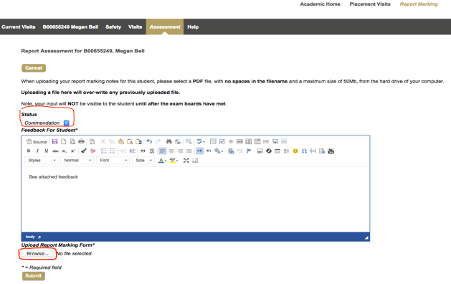 Academic Home Placement Visits Report Marking
Current Visits B00655249 Megan Bell Safety Visits Assessment Help
Report Assessment for B00655249, Megan Bell
Cancel
When uploading your report marking notes for this student, please select a PDF file, with no spaces in the filename and a maximum size of 50Mb, from the hard drive of your computer.
Uploading a file here will over-write any previously uploaded file.
Note, your input will NOT be visible to the student until after the exam boards have met.
Status
Commendation
Feedback For Student*
Source
Styles Normal Font Size
See attached feedback
body p
Upload Report Marking Form*
Browse... No file selected.
* = Required field
Submit